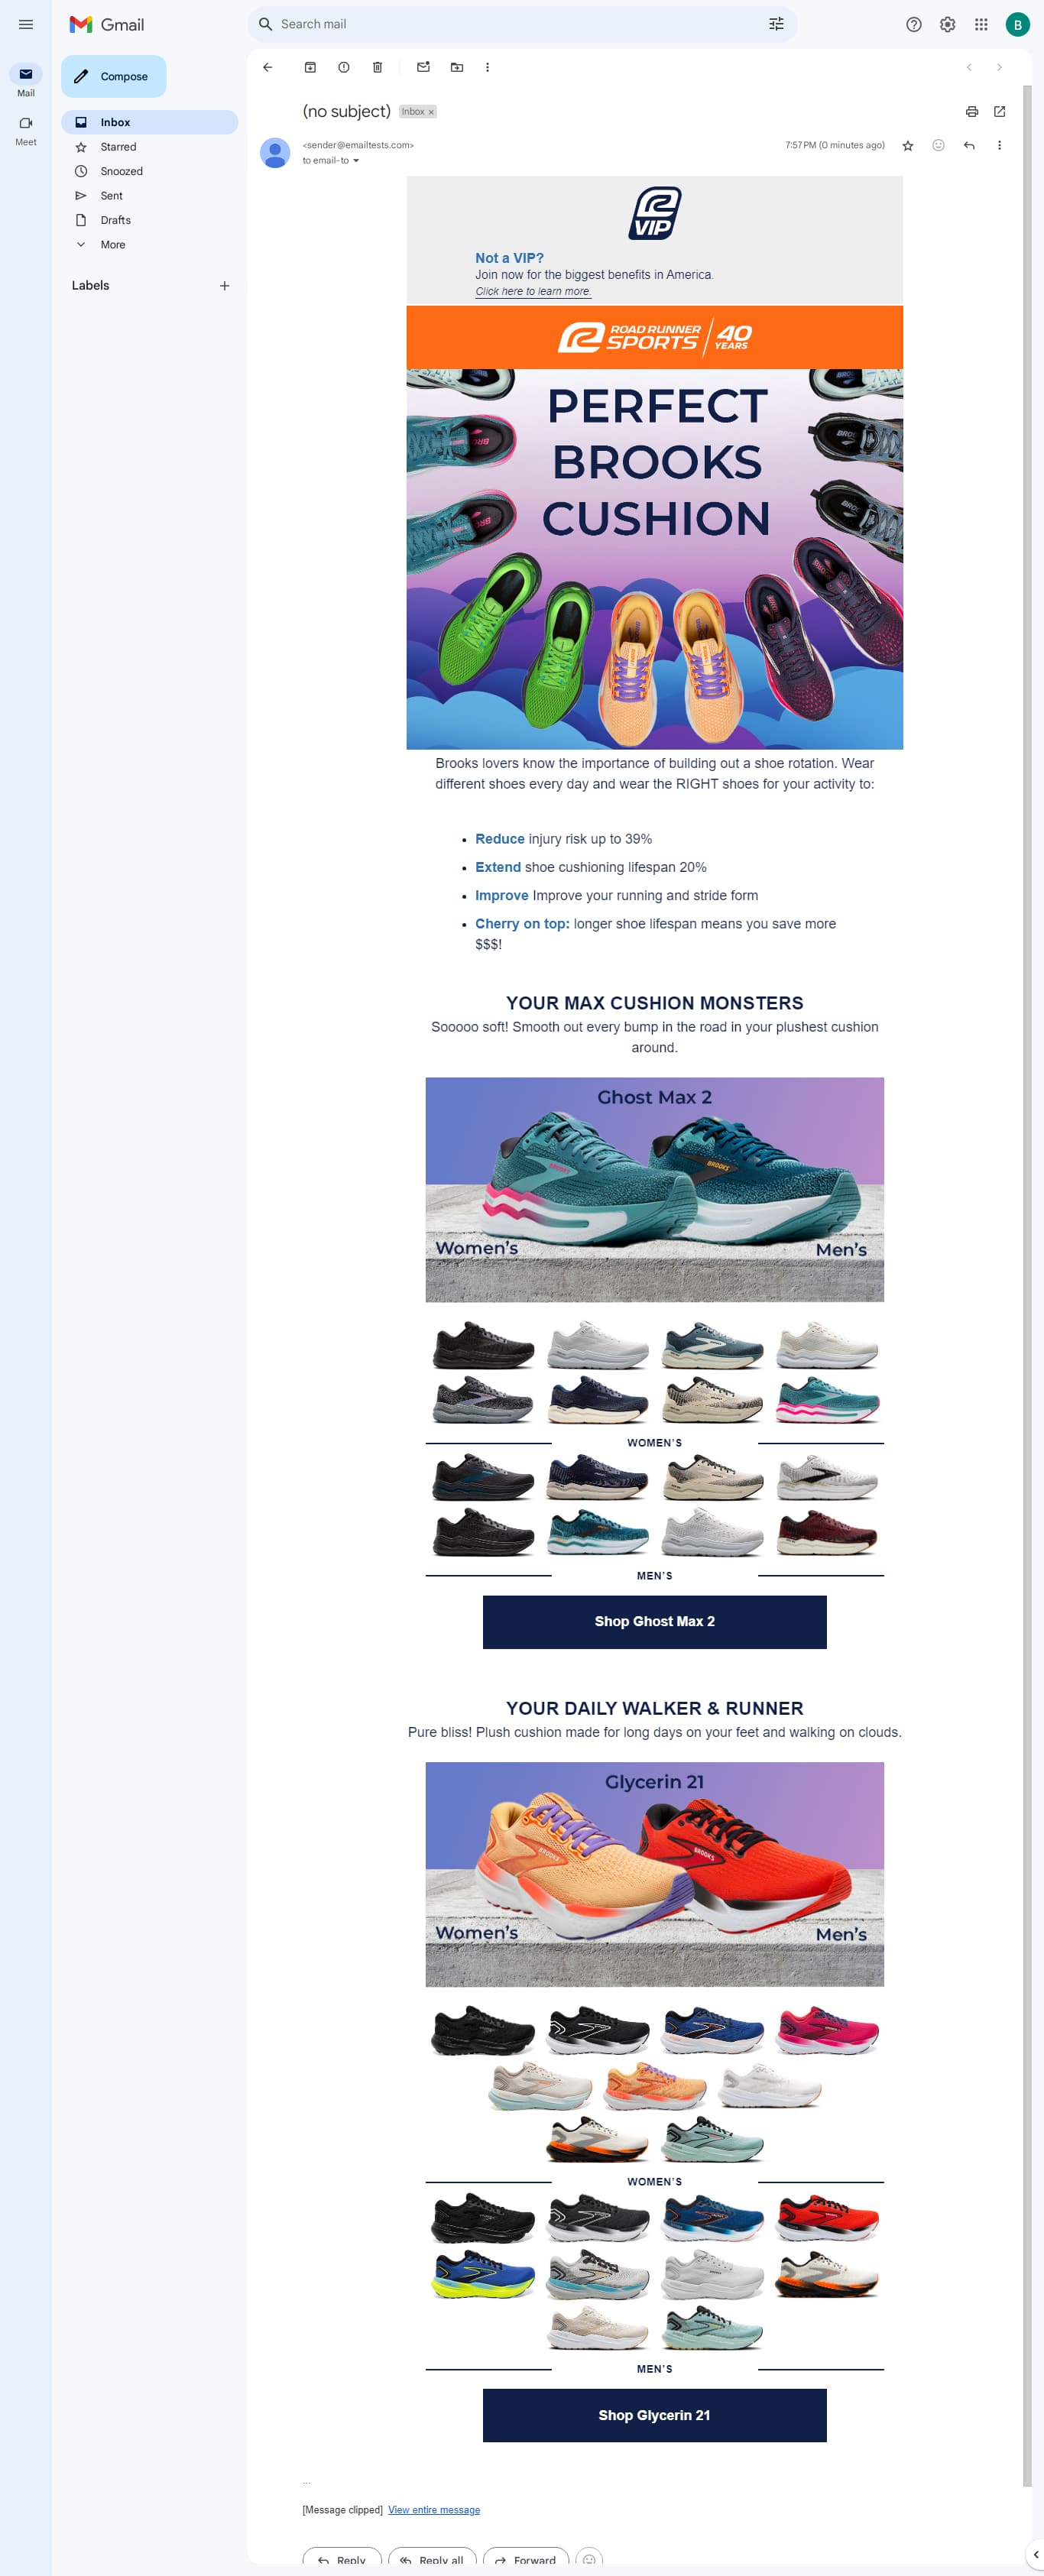 Gmail
Search mail
B
Mail
Meet
Compose
Inbox
Starred
Snoozed
Sent
Drafts
More
Labels
(no subject)
Inbox ×
<sender@emailtests.com>
7:57 PM (0 minutes ago)
to email-to
VIP
Not a VIP?
Join now for the biggest benefits in America.
Click here to learn more.
ROAD RUNNER
SPORTS
40
YEARS
PERFECT
BROOKS
CUSHION
Brooks lovers know the importance of building out a shoe rotation. Wear
different shoes every day and wear the RIGHT shoes for your activity to:
• Reduce injury risk up to 39%
• Extend shoe cushioning lifespan 20%
• Improve Improve your running and stride form
• Cherry on top: longer shoe lifespan means you save more
$$$!
YOUR MAX CUSHION MONSTERS
Sooooo soft! Smooth out every bump in the road in your plushest cushion
around.
Ghost Max 2
BROOKS
BROOKS
Women's
Men's
WOMEN'S
MEN'S
Shop Ghost Max 2
YOUR DAILY WALKER & RUNNER
Pure bliss! Plush cushion made for long days on your feet and walking on clouds.
Glycerin 21
BROOKS
BROOKS
Women's
Men's
WOMEN'S
MEN'S
Shop Glycerin 21
...
[Message clipped] View entire message
Reply
Reply all
Forward